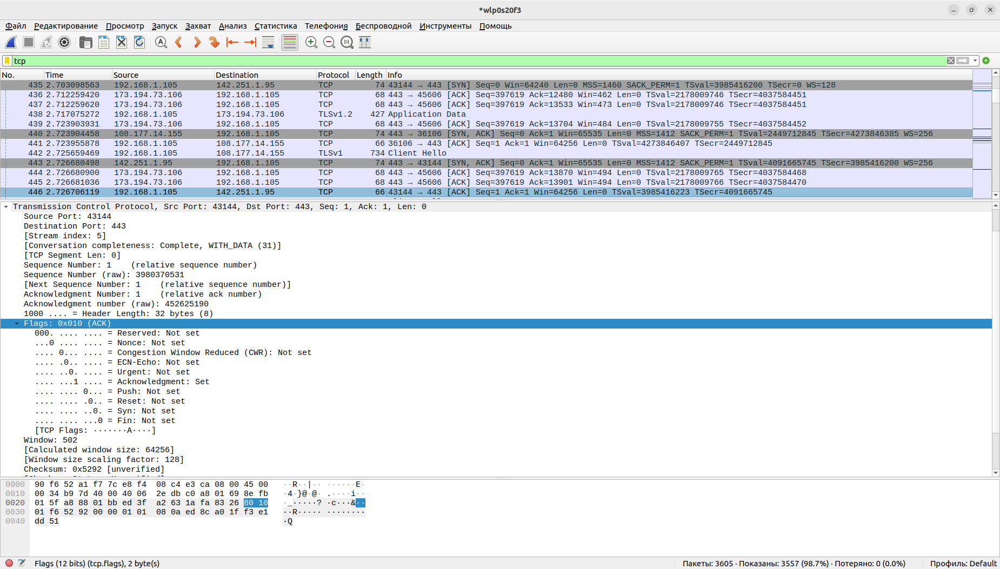 *wlp0s20f3
Файл Редактирование Просмотр Запуск Захват Анализ Статистика Телефония Беспроводной Инструменты Помощь
tcp
No. Time Source Destination Protocol Length Info
435 2.703098563 192.168.1.105 142.251.1.95 TCP 74 43144 → 443 [SYN] Seq=0 Win=64240 Len=0 MSS=1460 SACK_PERM=1 TSval=3985416200 TSecr=0 WS=128
436 2.712259420 173.194.73.106 192.168.1.105 TCP 68 443 → 45606 [ACK] Seq=397619 Ack=12480 Win=462 Len=0 TSval=2178009746 TSecr=4037584451
437 2.712259620 173.194.73.106 192.168.1.105 TCP 68 443 → 45606 [ACK] Seq=397619 Ack=13533 Win=473 Len=0 TSval=2178009746 TSecr=4037584451
438 2.717075272 192.168.1.105 173.194.73.106 TLSv1.2 427 Application Data
439 2.723903931 173.194.73.106 192.168.1.105 TCP 68 443 → 45606 [ACK] Seq=397619 Ack=13704 Win=484 Len=0 TSval=2178009755 TSecr=4037584452
440 2.723904458 108.177.14.155 192.168.1.105 TCP 74 443 → 36106 [SYN, ACK] Seq=0 Ack=1 Win=65535 Len=0 MSS=1412 SACK_PERM=1 TSval=2449712845 TSecr=4273846385 WS=256
441 2.723955878 192.168.1.105 108.177.14.155 TCP 66 36106 → 443 [ACK] Seq=1 Ack=1 Win=64256 Len=0 TSval=4273846407 TSecr=2449712845
442 2.725659469 192.168.1.105 108.177.14.155 TLSv1 734 Client Hello
443 2.726680498 142.251.1.95 192.168.1.105 TCP 74 443 → 43144 [SYN, ACK] Seq=0 Ack=1 Win=65535 Len=0 MSS=1412 SACK_PERM=1 TSval=4091665745 TSecr=3985416200 WS=256
444 2.726680900 173.194.73.106 192.168.1.105 TCP 68 443 → 45606 [ACK] Seq=397619 Ack=13870 Win=494 Len=0 TSval=2178009765 TSecr=4037584468
445 2.726681036 173.194.73.106 192.168.1.105 TCP 68 443 → 45606 [ACK] Seq=397619 Ack=13901 Win=494 Len=0 TSval=2178009766 TSecr=4037584470
446 2.726706119 192.168.1.105 142.251.1.95 TCP 66 43144 → 443 [ACK] Seq=1 Ack=1 Win=64256 Len=0 TSval=3985416223 TSecr=4091665745
Transmission Control Protocol, Src Port: 43144, Dst Port: 443, Seq: 1, Ack: 1, Len: 0
Source Port: 43144
Destination Port: 443
[Stream index: 5]
[Conversation completeness: Complete, WITH_DATA (31)]
[TCP Segment Len: 0]
Sequence Number: 1    (relative sequence number)
Sequence Number (raw): 3980370531
[Next Sequence Number: 1    (relative sequence number)]
Acknowledgment Number: 1    (relative ack number)
Acknowledgment number (raw): 452625190
1000 .... = Header Length: 32 bytes (8)
Flags: 0x010 (ACK)
000. .... .... = Reserved: Not set
...0 .... .... = Nonce: Not set
.... 0... .... = Congestion Window Reduced (CWR): Not set
.... .0.. .... = ECN-Echo: Not set
.... ..0. .... = Urgent: Not set
.... ...1 .... = Acknowledgment: Set
.... .... 0... = Push: Not set
.... .... .0.. = Reset: Not set
.... .... ..0. = Syn: Not set
.... .... ...0 = Fin: Not set
[TCP Flags: ·······A····]
Window: 502
[Calculated window size: 64256]
[Window size scaling factor: 128]
Checksum: 0x5292 [unverified]
0000 90 f6 52 a1 f7 7c e8 f4 08 c4 e3 ca 08 00 45 00 ··R··|·· ······E·
0010 00 34 b9 7d 40 00 40 06 2e db c0 a8 01 69 8e fb ·4·}@·@· .····i··
0020 01 5f a8 88 01 bb ed 3f a2 63 1a fa 83 26 80 10 ·_·····? ·c···&··
0030 01 f6 52 92 00 00 01 01 08 0a ed 8c a0 1f f3 e1 ··R····· ········
0040 dd 51 ·Q
Flags (12 bits) (tcp.flags), 2 byte(s) Пакеты: 3605 · Показаны: 3557 (98.7%) · Потеряно: 0 (0.0%) Профиль: Default